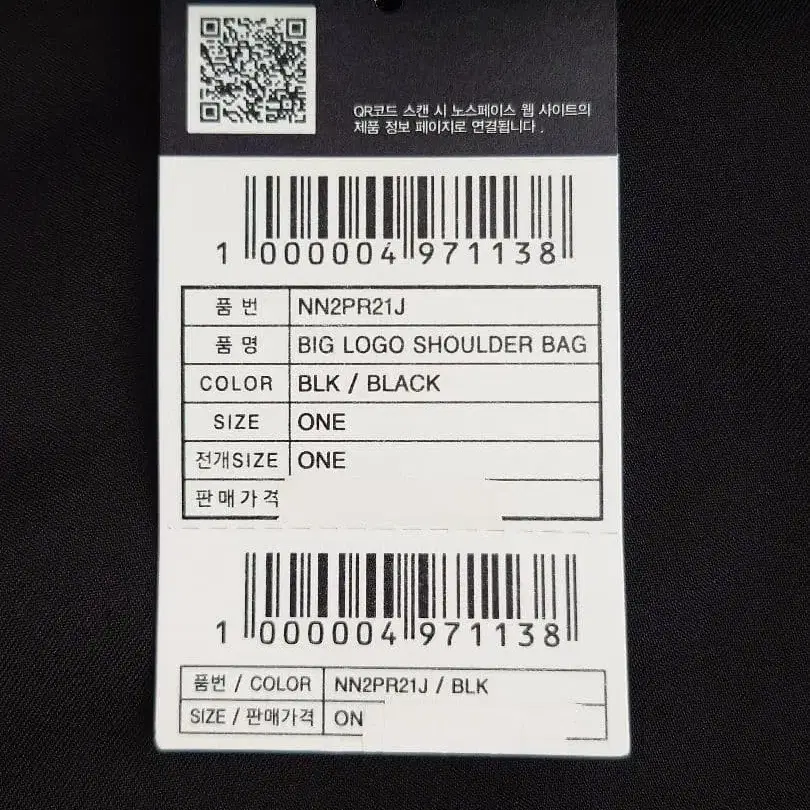 QR코드 스캔 시 노스페이스 웹 사이트의
제품 정보 페이지로 연결됩니다 .
1 000004 971138
품 번 NN2PR21J
품 명 BIG LOGO SHOULDER BAG
COLOR BLK / BLACK
SIZE ONE
전개SIZE ONE
판매가격
1 000004 971138
품번 / COLOR NN2PR21J / BLK
SIZE / 판매가격 ON